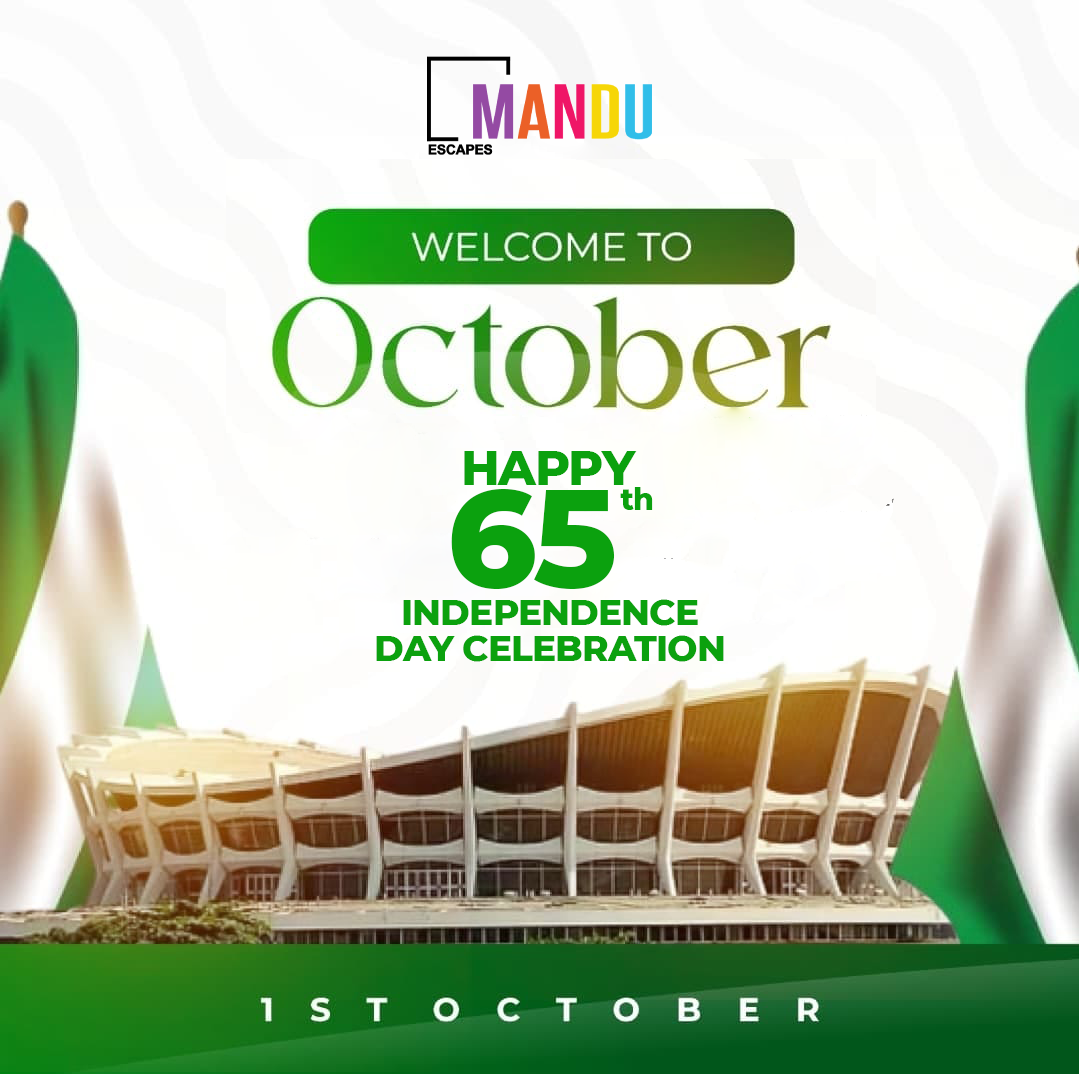 MANDU
ESCAPES
WELCOME TO
October
HAPPY
65th
INDEPENDENCE
DAY CELEBRATION
1ST OCTOBER